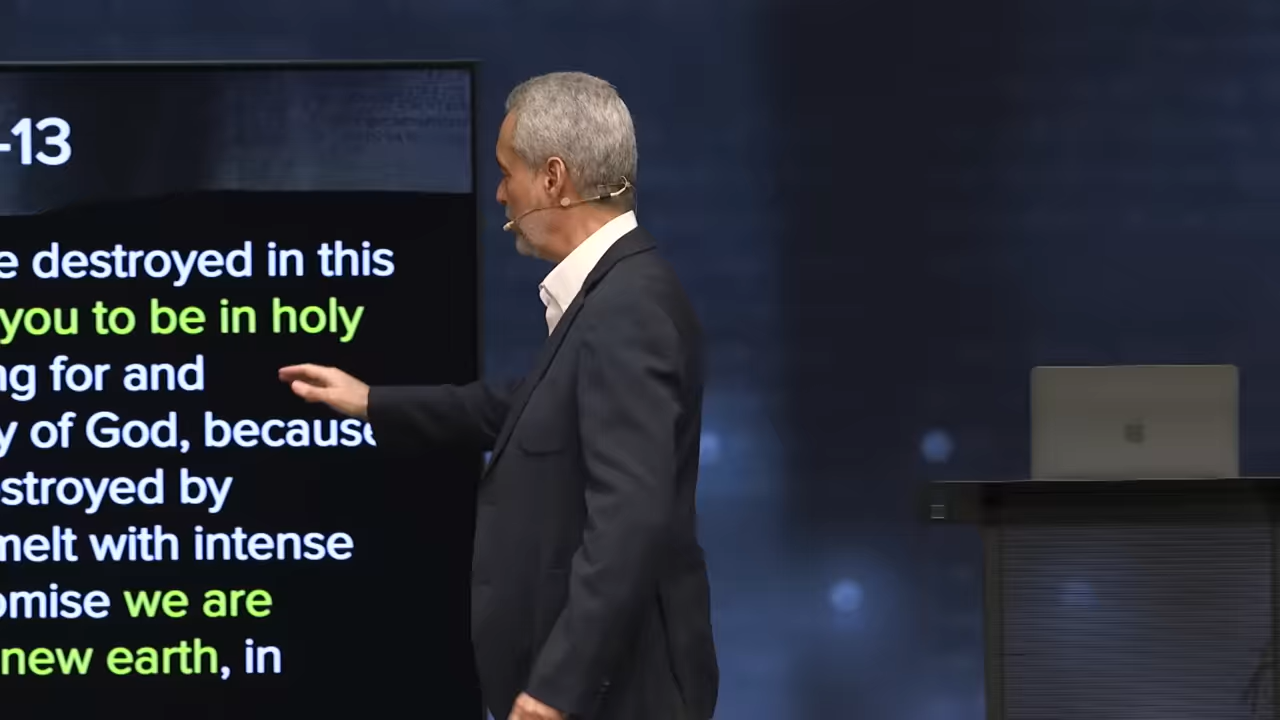 -13
e destroyed in this
you to be in holy
ng for and
y of God, because
stroyed by
melt with intense
omise we are
new earth, in